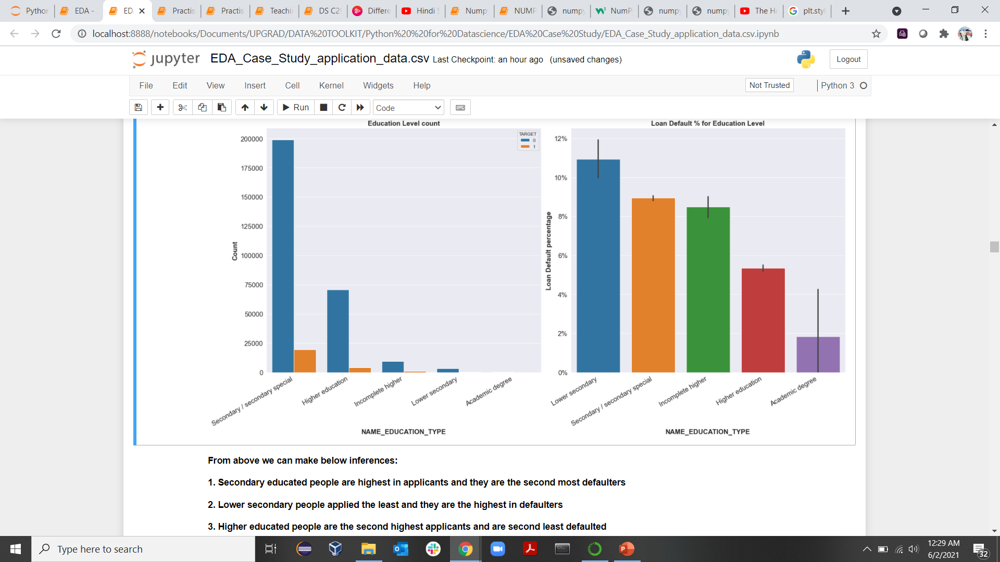 Python
EDA -
ED
Practis
Practis
Teachi
DS C2
Differe
Hindi S
Nump
NUMP
numpy
NumP
numpy
numpy
The H
plt.sty
localhost:8888/notebooks/Documents/UPGRAD/DATA%20TOOLKIT/Python%20%20for%20Datascience/EDA%20Case%20Study/EDA_Case_Study_application_data.csv.ipynb
jupyter EDA_Case_Study_application_data.csv Last Checkpoint: an hour ago (unsaved changes)
Logout
File Edit View Insert Cell Kernel Widgets Help
Not Trusted
Python 3
Run
Code
Education Level count
TARGET
0
1
200000
175000
150000
125000
100000
75000
50000
25000
0
Count
Secondary / secondary special
Higher education
Incomplete higher
Lower secondary
Academic degree
NAME_EDUCATION_TYPE
Loan Default % for Education Level
12%
10%
8%
6%
4%
2%
0%
Loan Default percentage
Lower secondary
Secondary / secondary special
Incomplete higher
Higher education
Academic degree
NAME_EDUCATION_TYPE
From above we can make below inferences:
1. Secondary educated people are highest in applicants and they are the second most defaulters
2. Lower secondary people applied the least and they are the highest in defaulters
3. Higher educated people are the second highest applicants and are second least defaulted
Type here to search
12:29 AM
6/2/2021
32